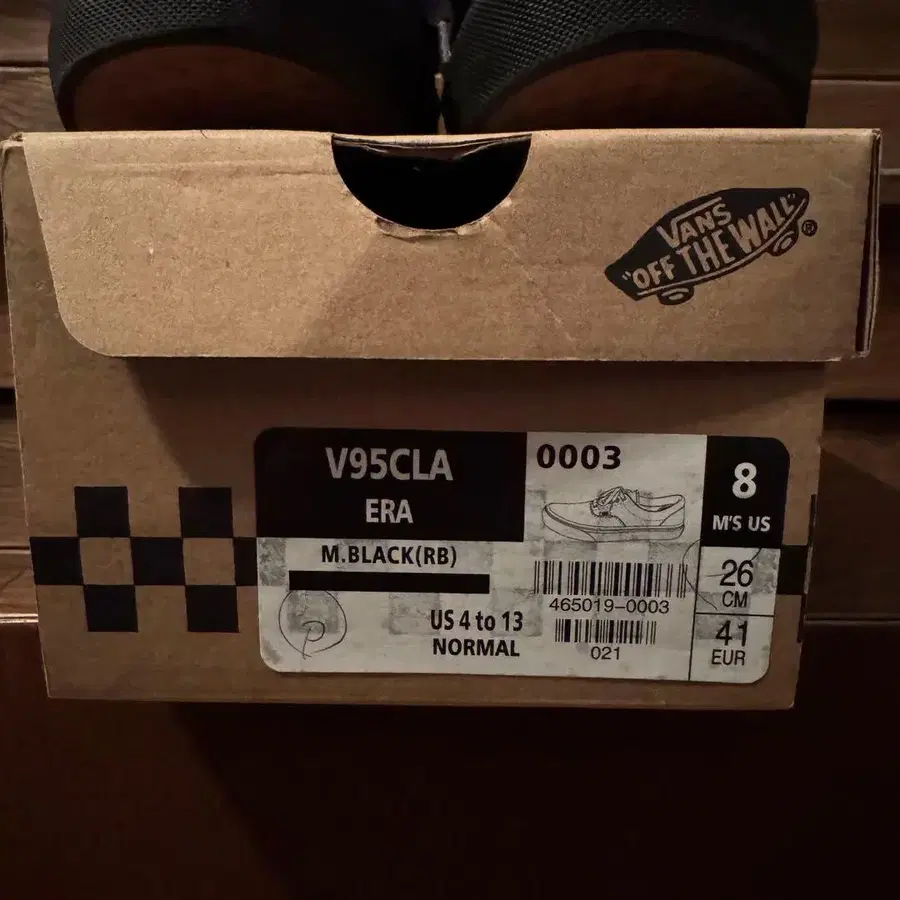 VANS
"OFF THE WALL"
®
V95CLA
ERA
0003
8
M'S US
M.BLACK(RB)
26
CM
465019-0003
US 4 to 13
NORMAL
41
EUR
021
P